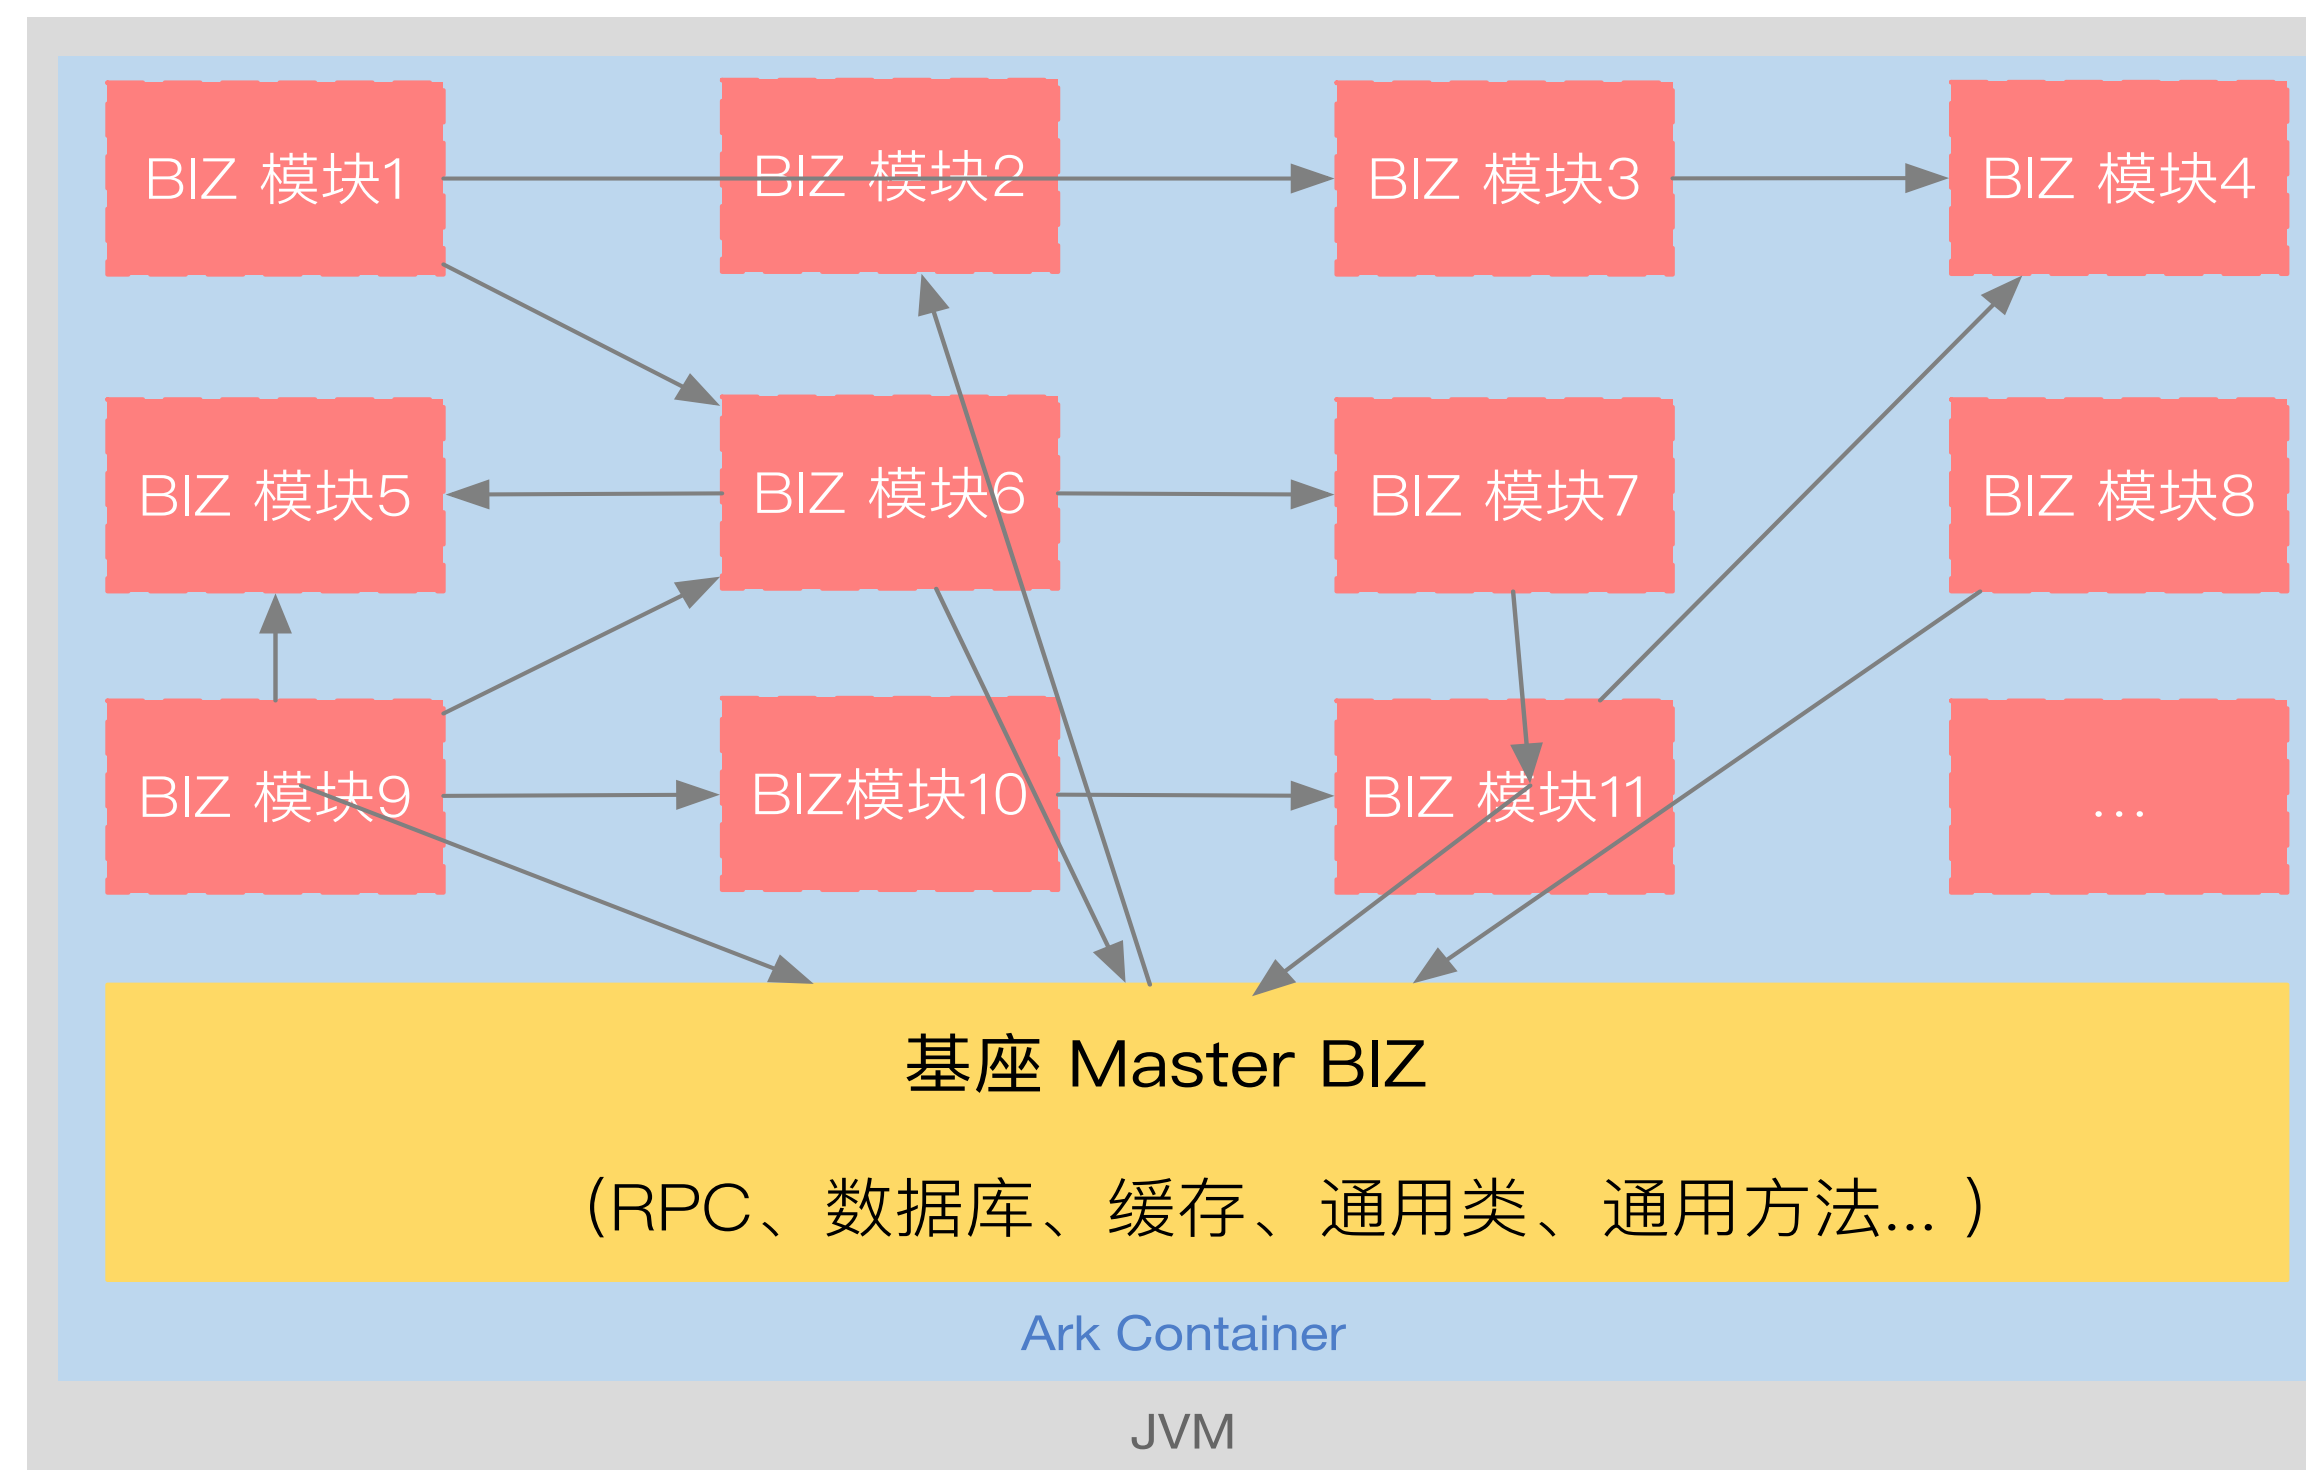 BIZ 模块1
BIZ 模块2
BIZ 模块3
BIZ 模块4
BIZ 模块5
BIZ 模块6
BIZ 模块7
BIZ 模块8
BIZ 模块9
BIZ模块10
BIZ 模块11
...
基座 Master BIZ
(RPC、数据库、缓存、通用类、通用方法... )
Ark Container
JVM